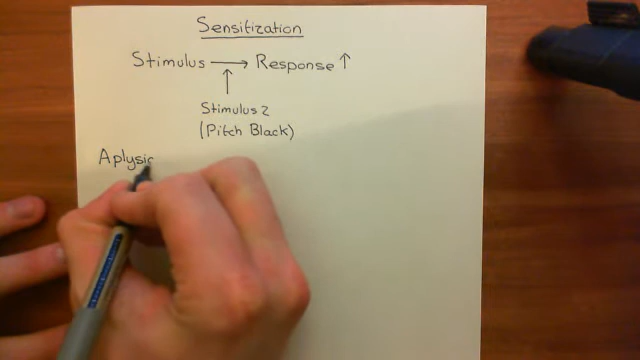 Sensitization
Stimulus → Response ↑
↑
Stimulus 2
(Pitch Black)
Aplysi